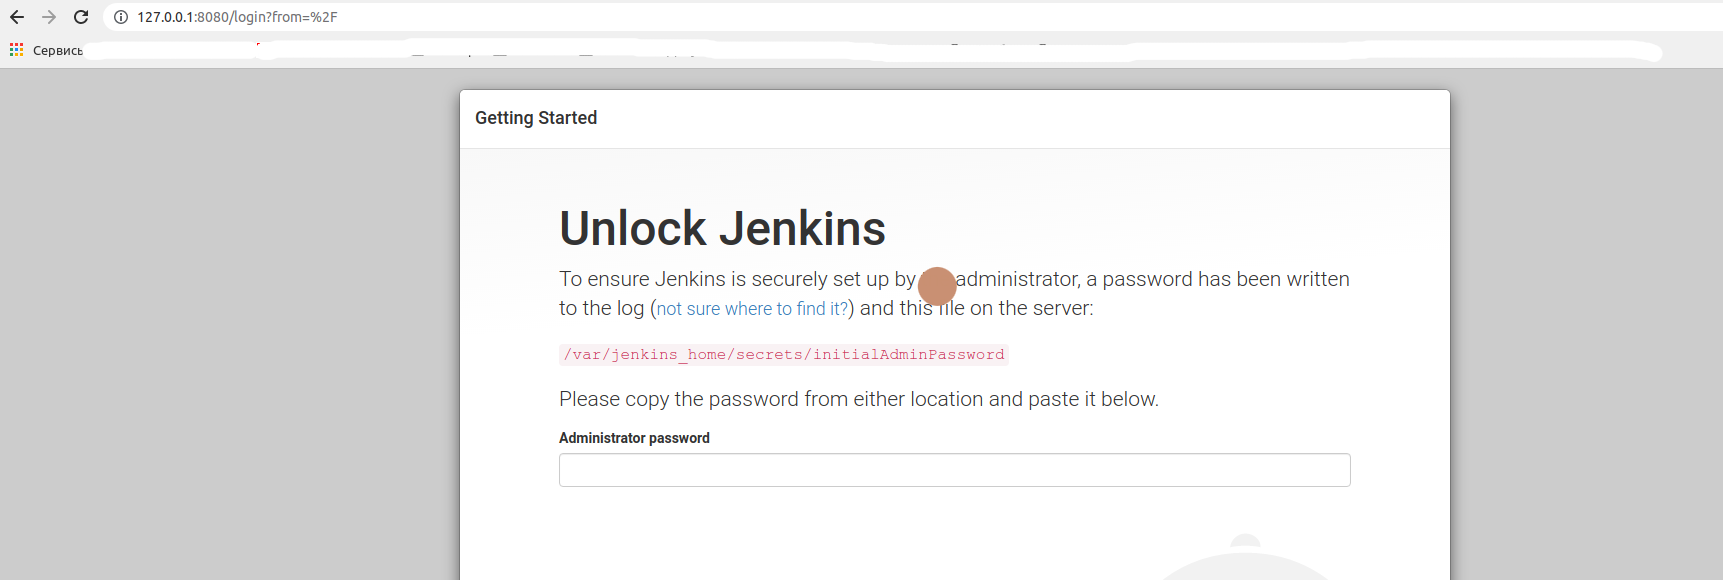 127.0.0.1:8080/login?from=%2F
Сервисы
Getting Started
Unlock Jenkins
To ensure Jenkins is securely set up by administrator, a password has been written
to the log (not sure where to find it?) and this file on the server:
/var/jenkins_home/secrets/initialAdminPassword
Please copy the password from either location and paste it below.
Administrator password